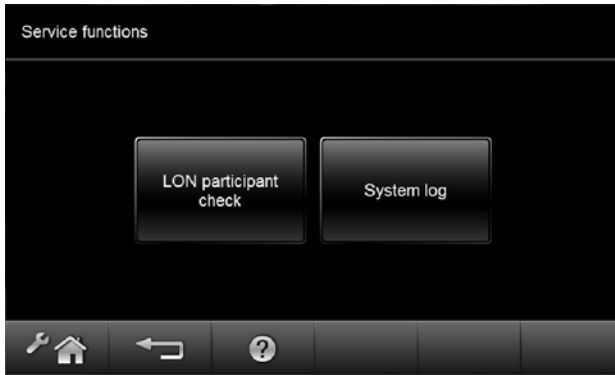 Service functions
LON participant
check
System log
?